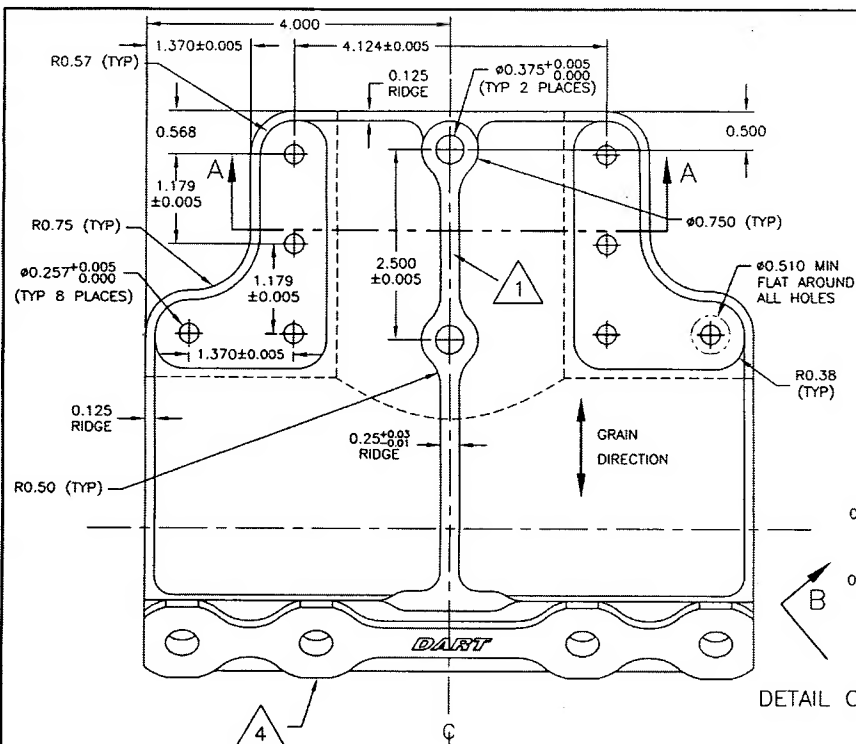 4.000
1.370±0.005
4.124±0.005
R0.57 (TYP)
0.125
RIDGE
Ø0.375+0.005
0.000
(TYP 2 PLACES)
0.568
0.500
A
A
1.179
±0.005
R0.75 (TYP)
Ø0.750 (TYP)
2.500
±0.005
1
Ø0.257+0.005
0.000
(TYP 8 PLACES)
1.179
±0.005
Ø0.510 MIN
FLAT AROUND
ALL HOLES
1.370±0.005
R0.38
(TYP)
0.125
RIDGE
0.25+0.03
-0.01
RIDGE
GRAIN
DIRECTION
R0.50 (TYP)
0
0
B
DART
DETAIL C
4